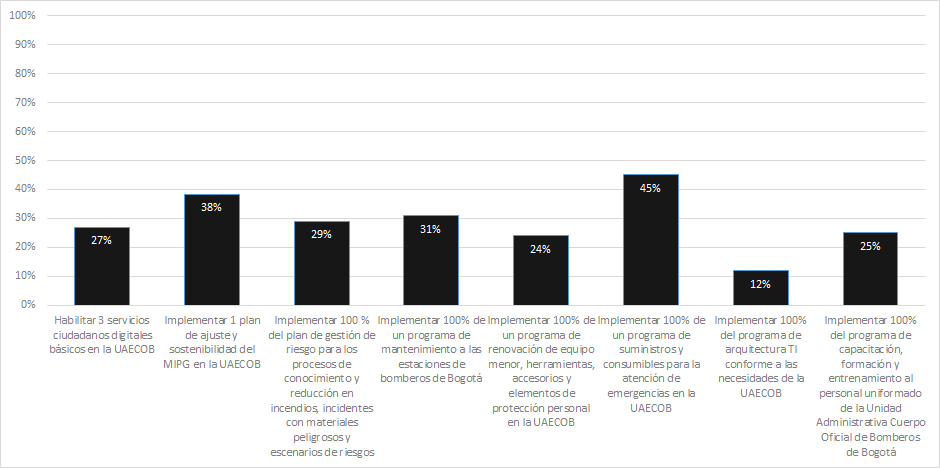 100%
90%
80%
70%
60%
50%
40%
30%
20%
10%
0%
27%
38%
29%
31%
24%
45%
12%
25%
Habilitar 3 servicios
ciudadanos digitales
básicos en la UAECOB
Implementar 1 plan
de ajuste y
sostenibilidad del
MIPG en la UAECOB
Implementar 100 %
del plan de gestión de
riesgo para los
procesos de
conocimiento y
reducción en
incendios, incidentes
con materiales
peligrosos y
escenarios de riesgos
Implementar 100% de
un programa de
mantenimiento a las
estaciones de
bomberos de Bogotá
Implementar 100% de
un programa de
renovación de equipo
menor, herramientas,
accesorios y
elementos de
protección personal
en la UAECOB
Implementar 100% de
un programa de
suministros y
consumibles para la
atención de
emergencias en la
UAECOB
Implementar 100%
del programa de
arquitectura TI
conforme a las
necesidades de la
UAECOB
Implementar 100%
del programa de
capacitación,
formación y
entrenamiento al
personal uniformado
de la Unidad
Administrativa Cuerpo
Oficial de Bomberos
de Bogotá